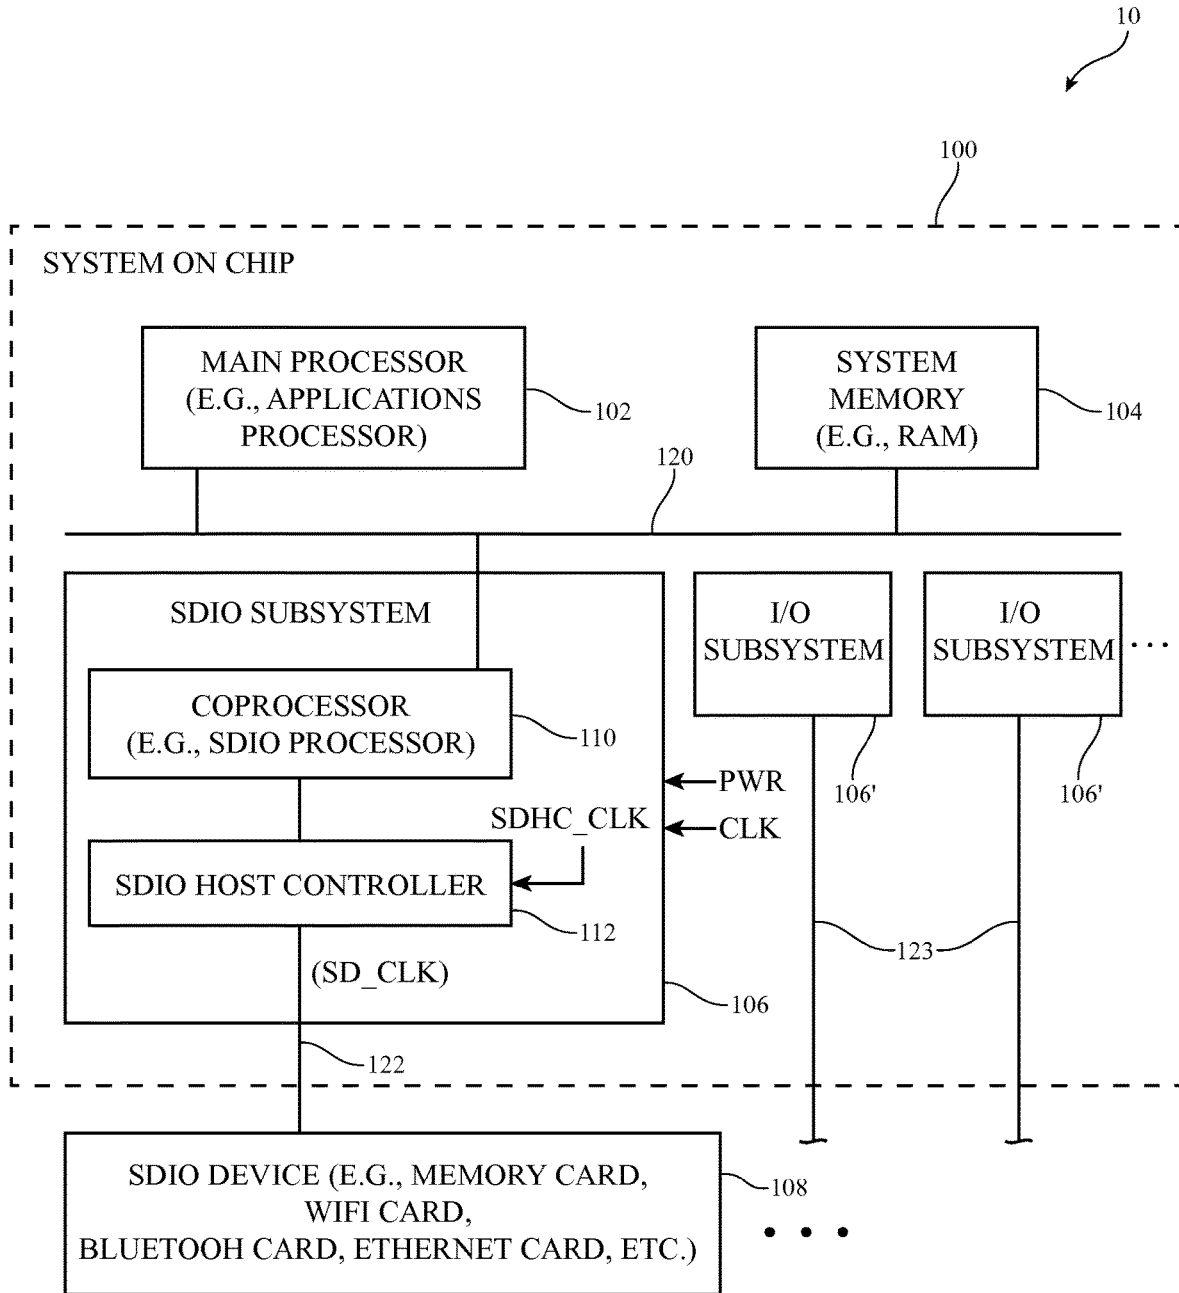 10
100
SYSTEM ON CHIP
MAIN PROCESSOR
(E.G., APPLICATIONS
PROCESSOR)
102
SYSTEM
MEMORY
(E.G., RAM)
104
120
SDIO SUBSYSTEM
I/O
SUBSYSTEM
I/O
SUBSYSTEM
...
COPROCESSOR
(E.G., SDIO PROCESSOR)
110
106'
106'
PWR
SDHC_CLK
CLK
SDIO HOST CONTROLLER
112
123
(SD_CLK)
106
122
SDIO DEVICE (E.G., MEMORY CARD,
WIFI CARD,
BLUETOOH CARD, ETHERNET CARD, ETC.)
108
...